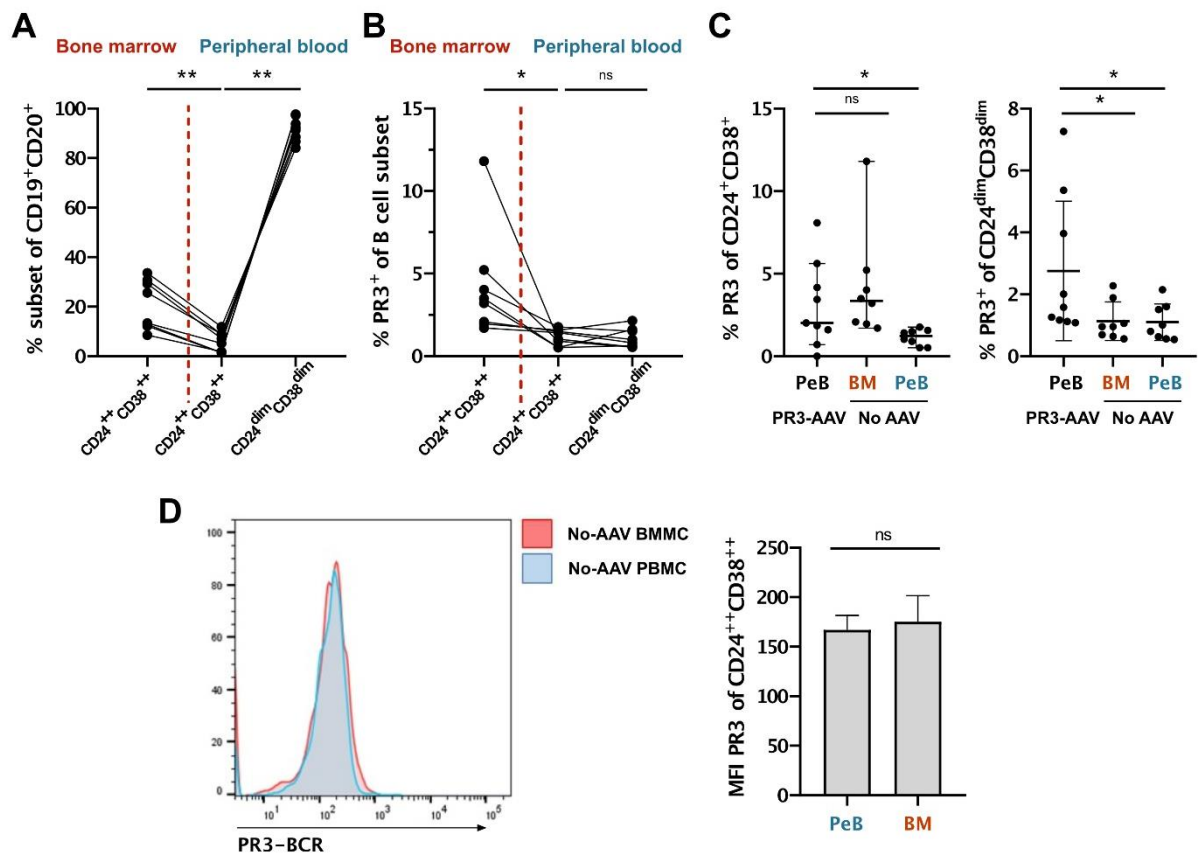 A
Bone marrow Peripheral blood
** **
% subset of CD19+CD20+
100
80
60
40
20
0
CD24++CD38++
CD24++CD38++
CD24dimCD38dim
B
Bone marrow Peripheral blood
* ns
% PR3+ of B cell subset
15
10
5
0
CD24++CD38++
CD24++CD38++
CD24dimCD38dim
C
*
ns
% PR3 of CD24+CD38+
15
10
5
0
PeB BM PeB
PR3-AAV No AAV
*
*
% PR3+ of CD24dimCD38dim
8
6
4
2
0
PeB BM PeB
PR3-AAV No AAV
D
100
80
60
40
20
0
10^1 10^2 10^3 10^4 10^5
PR3-BCR
No-AAV BMMC
No-AAV PBMC
ns
MFI PR3 of CD24++CD38++
250
200
150
100
50
0
PeB BM